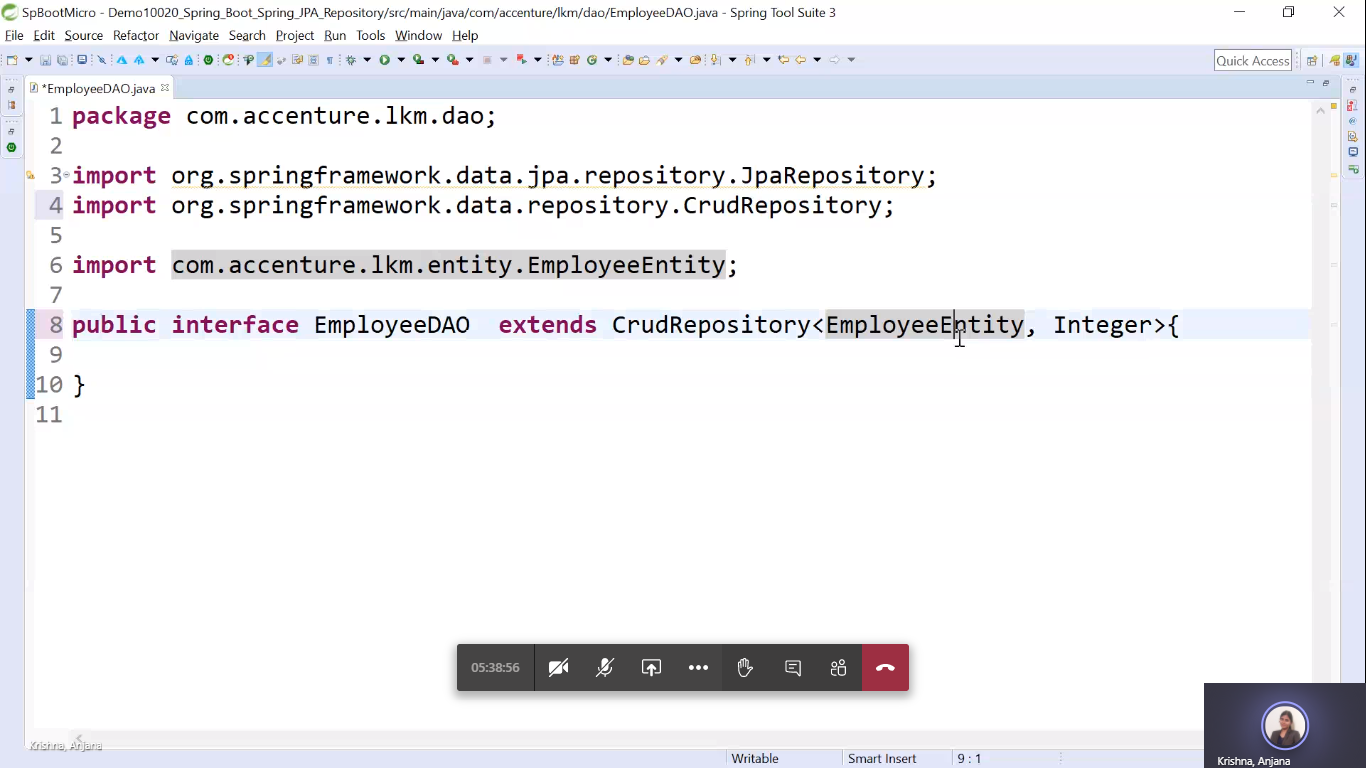 SpBootMicro - Demo10020_Spring_Boot_Spring_JPA_Repository/src/main/java/com/accenture/lkm/dao/EmployeeDAO.java - Spring Tool Suite 3
File Edit Source Refactor Navigate Search Project Run Tools Window Help
Quick Access
*EmployeeDAO.java
1 package com.accenture.lkm.dao;
2
3 import org.springframework.data.jpa.repository.JpaRepository;
4 import org.springframework.data.repository.CrudRepository;
5
6 import com.accenture.lkm.entity.EmployeeEntity;
7
8 public interface EmployeeDAO  extends CrudRepository<EmployeeEntity, Integer>{
9
10 }
11
05:38:56
Krishna, Anjana
Krishna, Anjana
Writable Smart Insert 9 : 1